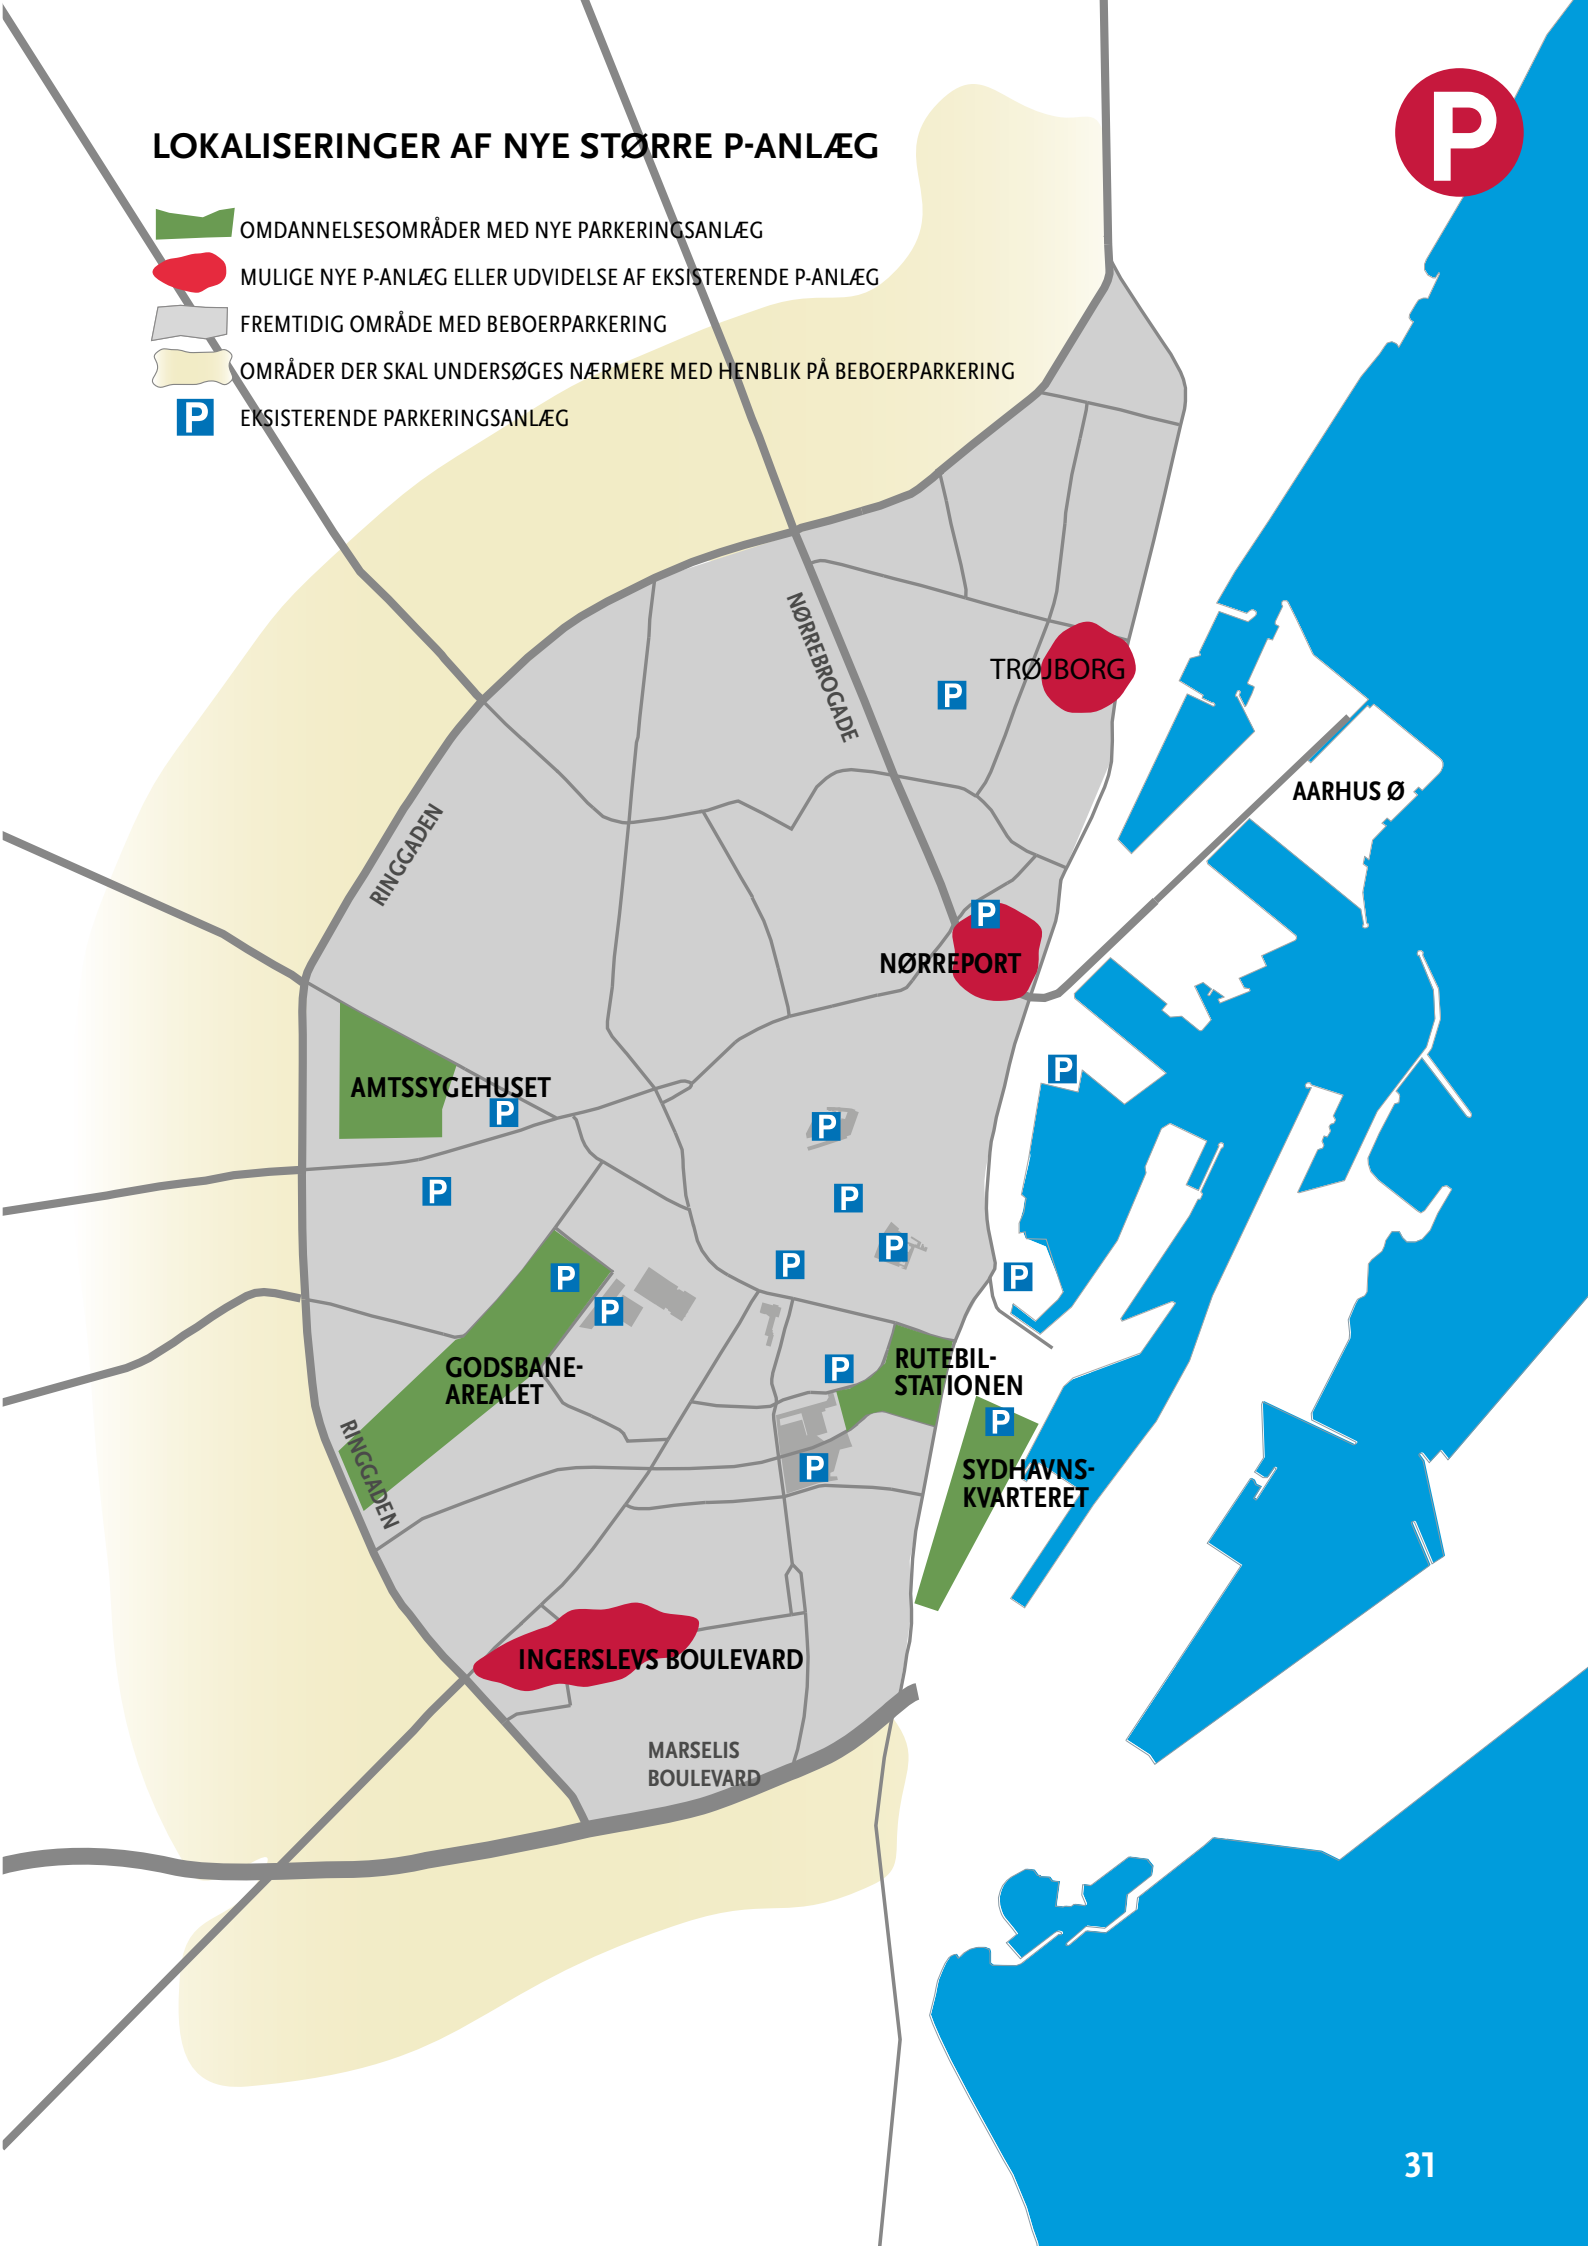 P
LOKALISERINGER AF NYE STØRRE P-ANLÆG
OMDANNELSESOMRÅDER MED NYE PARKERINGSANLÆG
MULIGE NYE P-ANLÆG ELLER UDVIDELSE AF EKSISTERENDE P-ANLÆG
FREMTIDIG OMRÅDE MED BEBOERPARKERING
OMRÅDER DER SKAL UNDERSØGES NÆRMERE MED HENBLIK PÅ BEBOERPARKERING
P EKSISTERENDE PARKERINGSANLÆG
NØRREBROGADE
TRØJBORG
P
AARHUS Ø
RINGGADEN
P
NØRREPORT
P
AMTSSYGEHUSET
P
P
P
P
P
P
P
P
P
GODSBANE-
AREALET
P
RUTEBIL-
STATIONEN
P
RINGGADEN
P
SYDHAVNS-
KVARTERET
INGERSLEVS BOULEVARD
MARSELIS
BOULEVARD
31